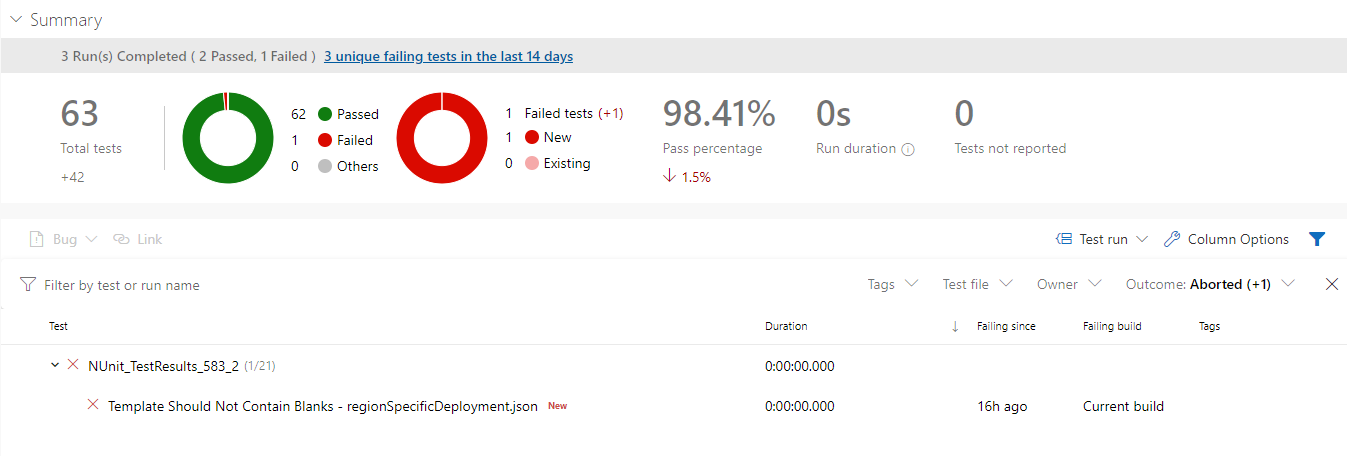 Summary
3 Run(s) Completed ( 2 Passed, 1 Failed ) 3 unique failing tests in the last 14 days
63
Total tests
+42
62 Passed
1 Failed
0 Others
1 Failed tests (+1)
1 New
0 Existing
98.41%
Pass percentage
1.5%
0s
Run duration
0
Tests not reported
Bug Link Test run Column Options
Filter by test or run name Tags Test file Owner Outcome: Aborted (+1)
Test Duration Failing since Failing build Tags
NUnit_TestResults_583_2 (1/21) 0:00:00.000
Template Should Not Contain Blanks - regionSpecificDeployment.json New 0:00:00.000 16h ago Current build